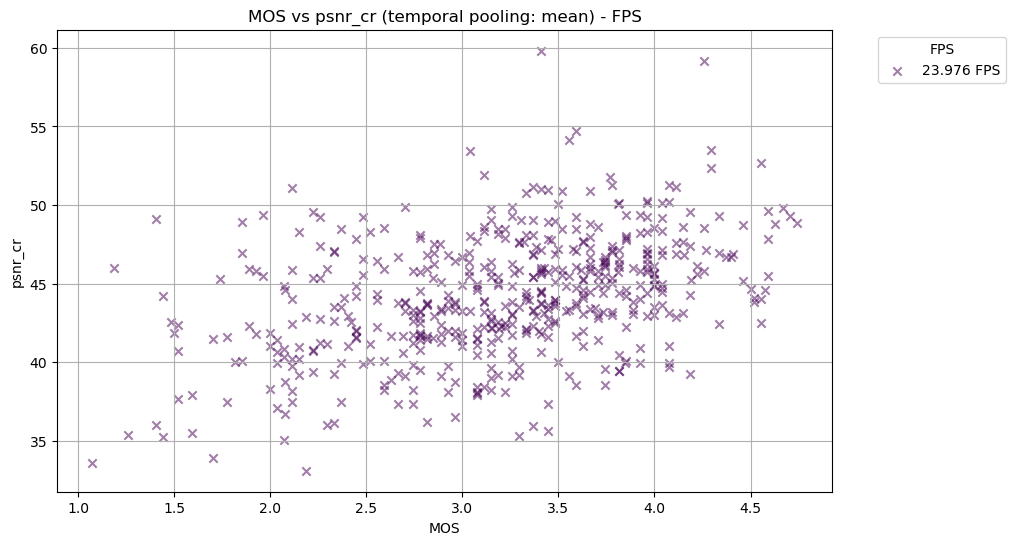 MOS vs psnr_cr (temporal pooling: mean) - FPS
FPS
23.976 FPS
60
55
50
45
40
35
psnr_cr
1.0 1.5 2.0 2.5 3.0 3.5 4.0 4.5
MOS